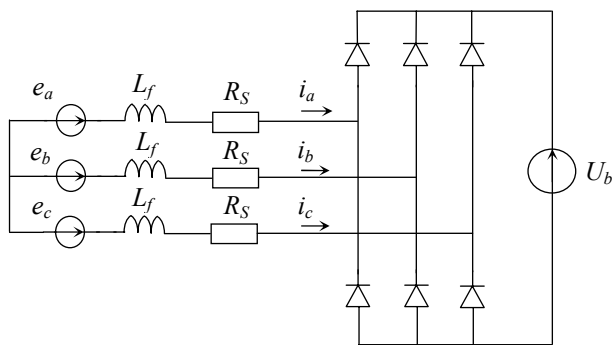 e_a L_f R_S i_a
e_b L_f R_S i_b
U_b
e_c L_f R_S i_c